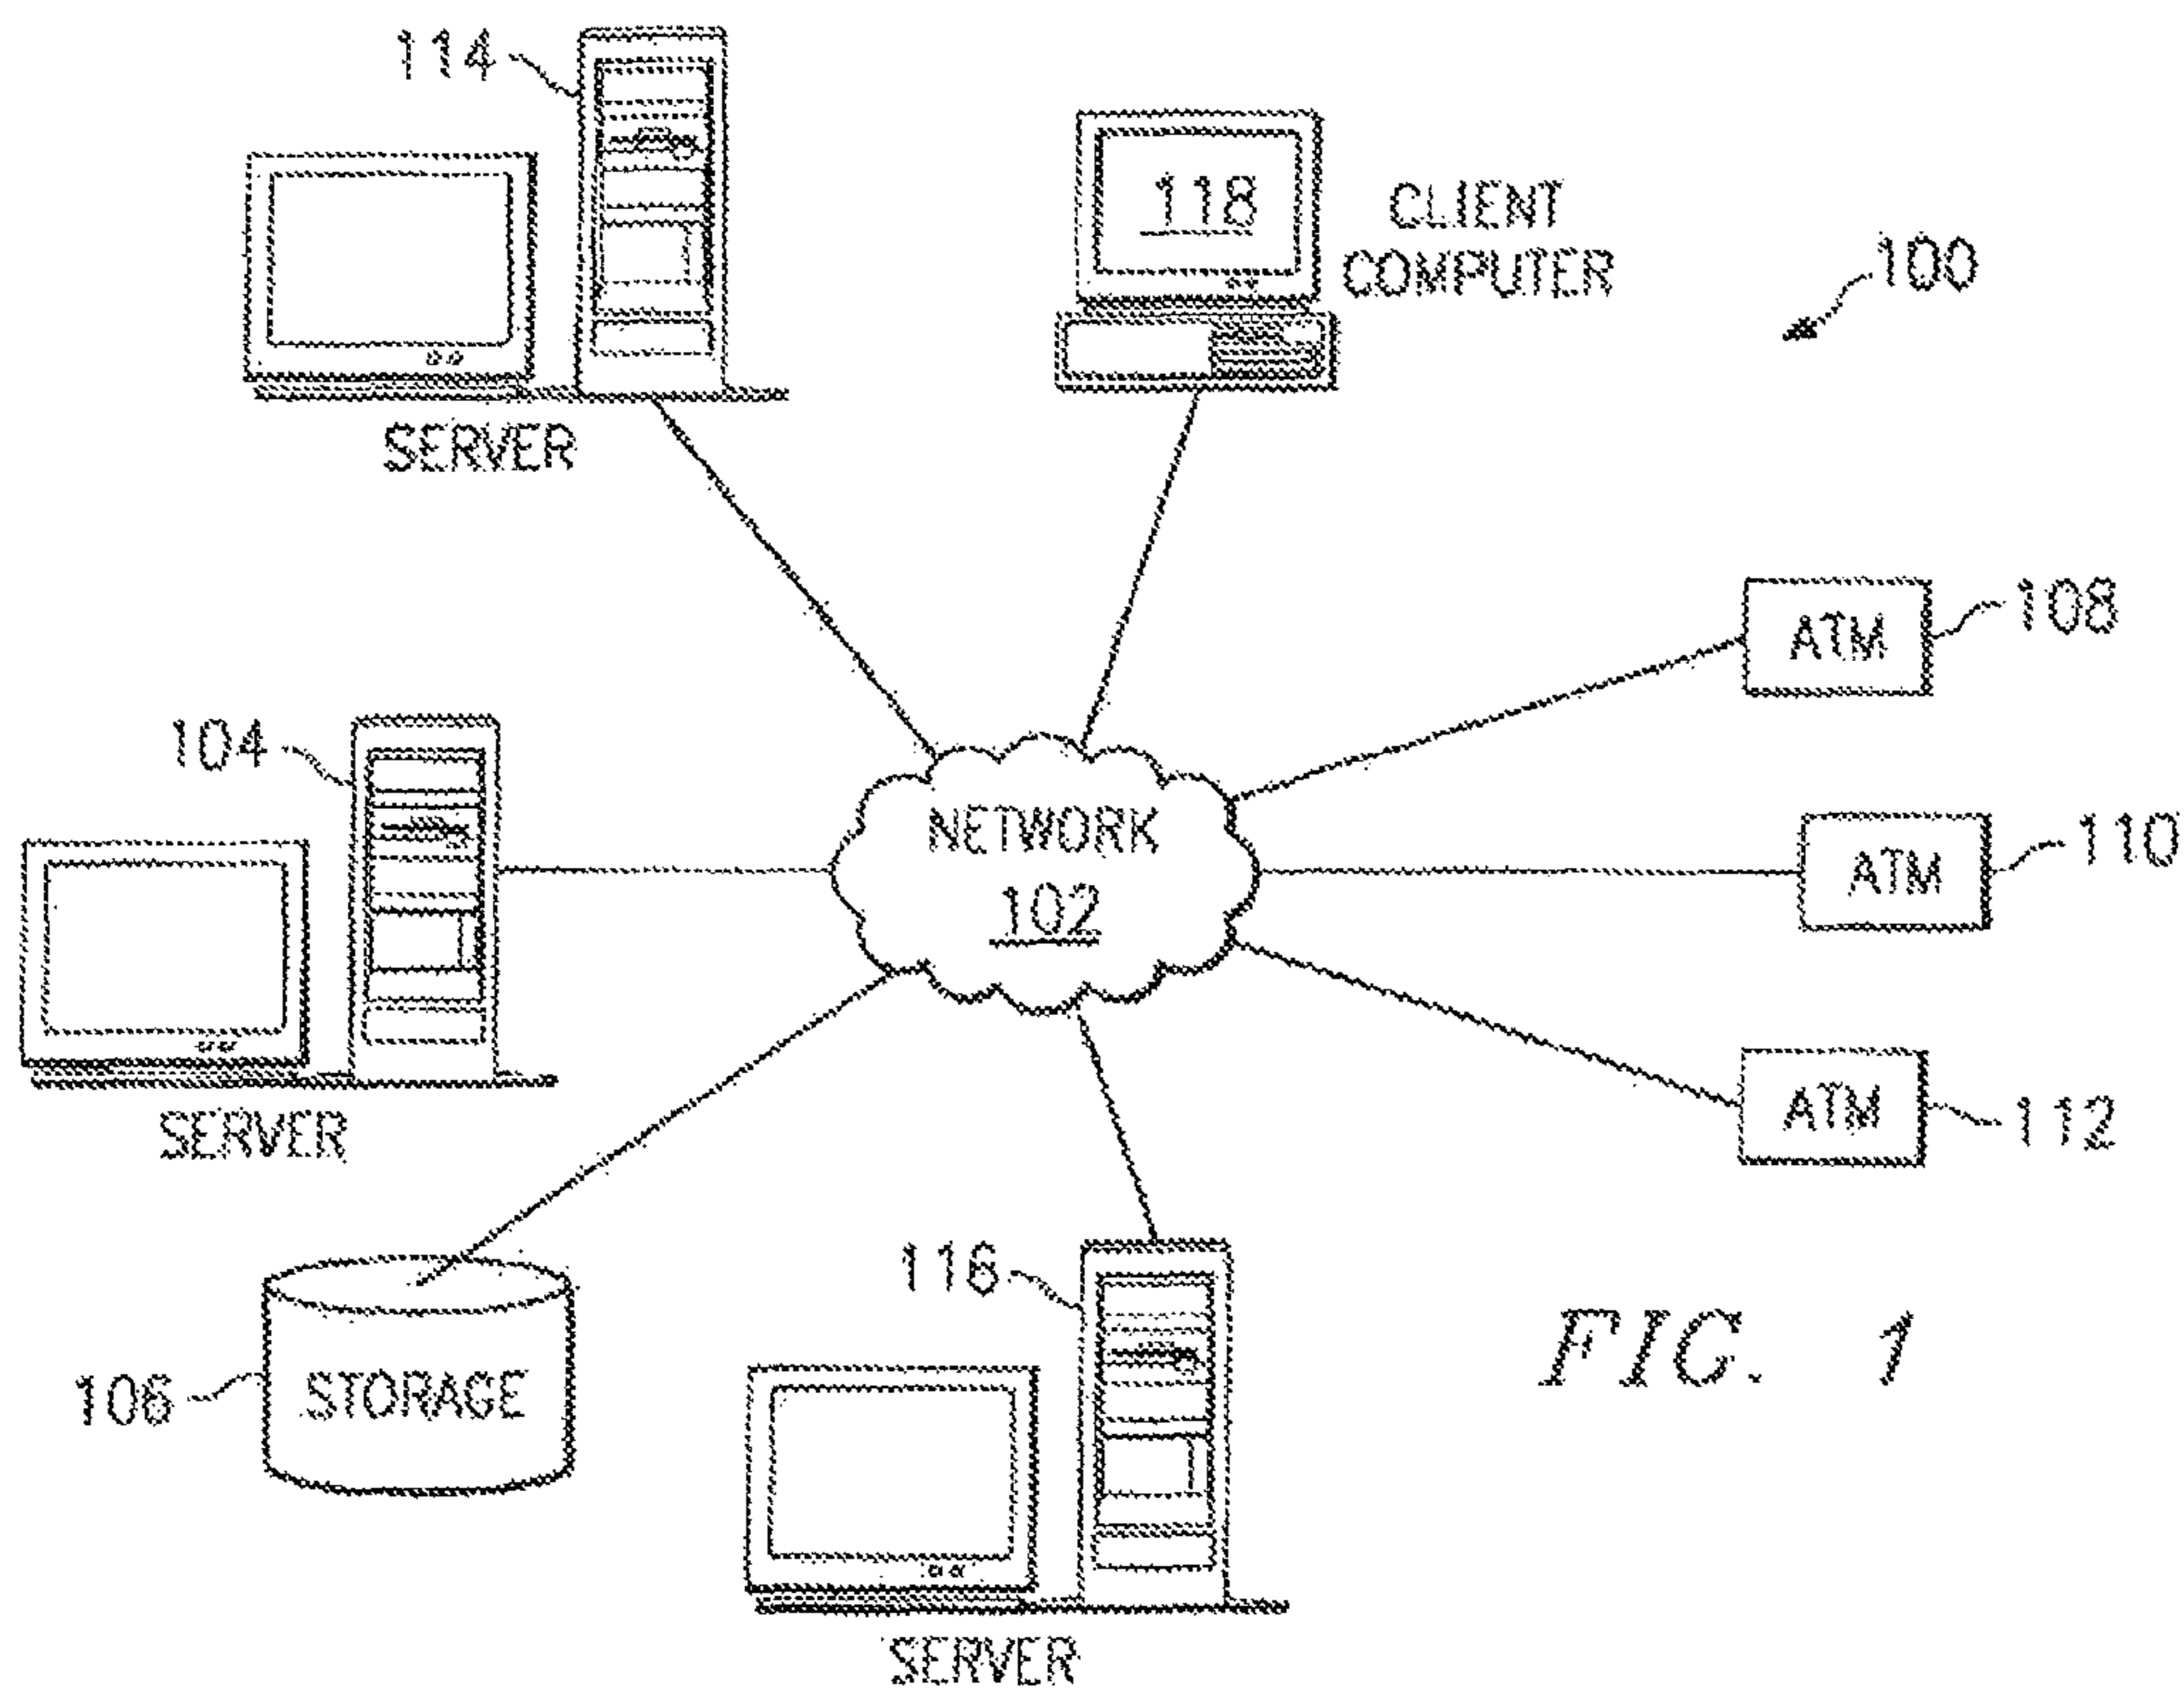 114
118
CLIENT
COMPUTER
100
SERVER
ATM
108
104
NETWORK
102
ATM
110
ATM
112
SERVER
116
106
STORAGE
FIG. 1
SERVER